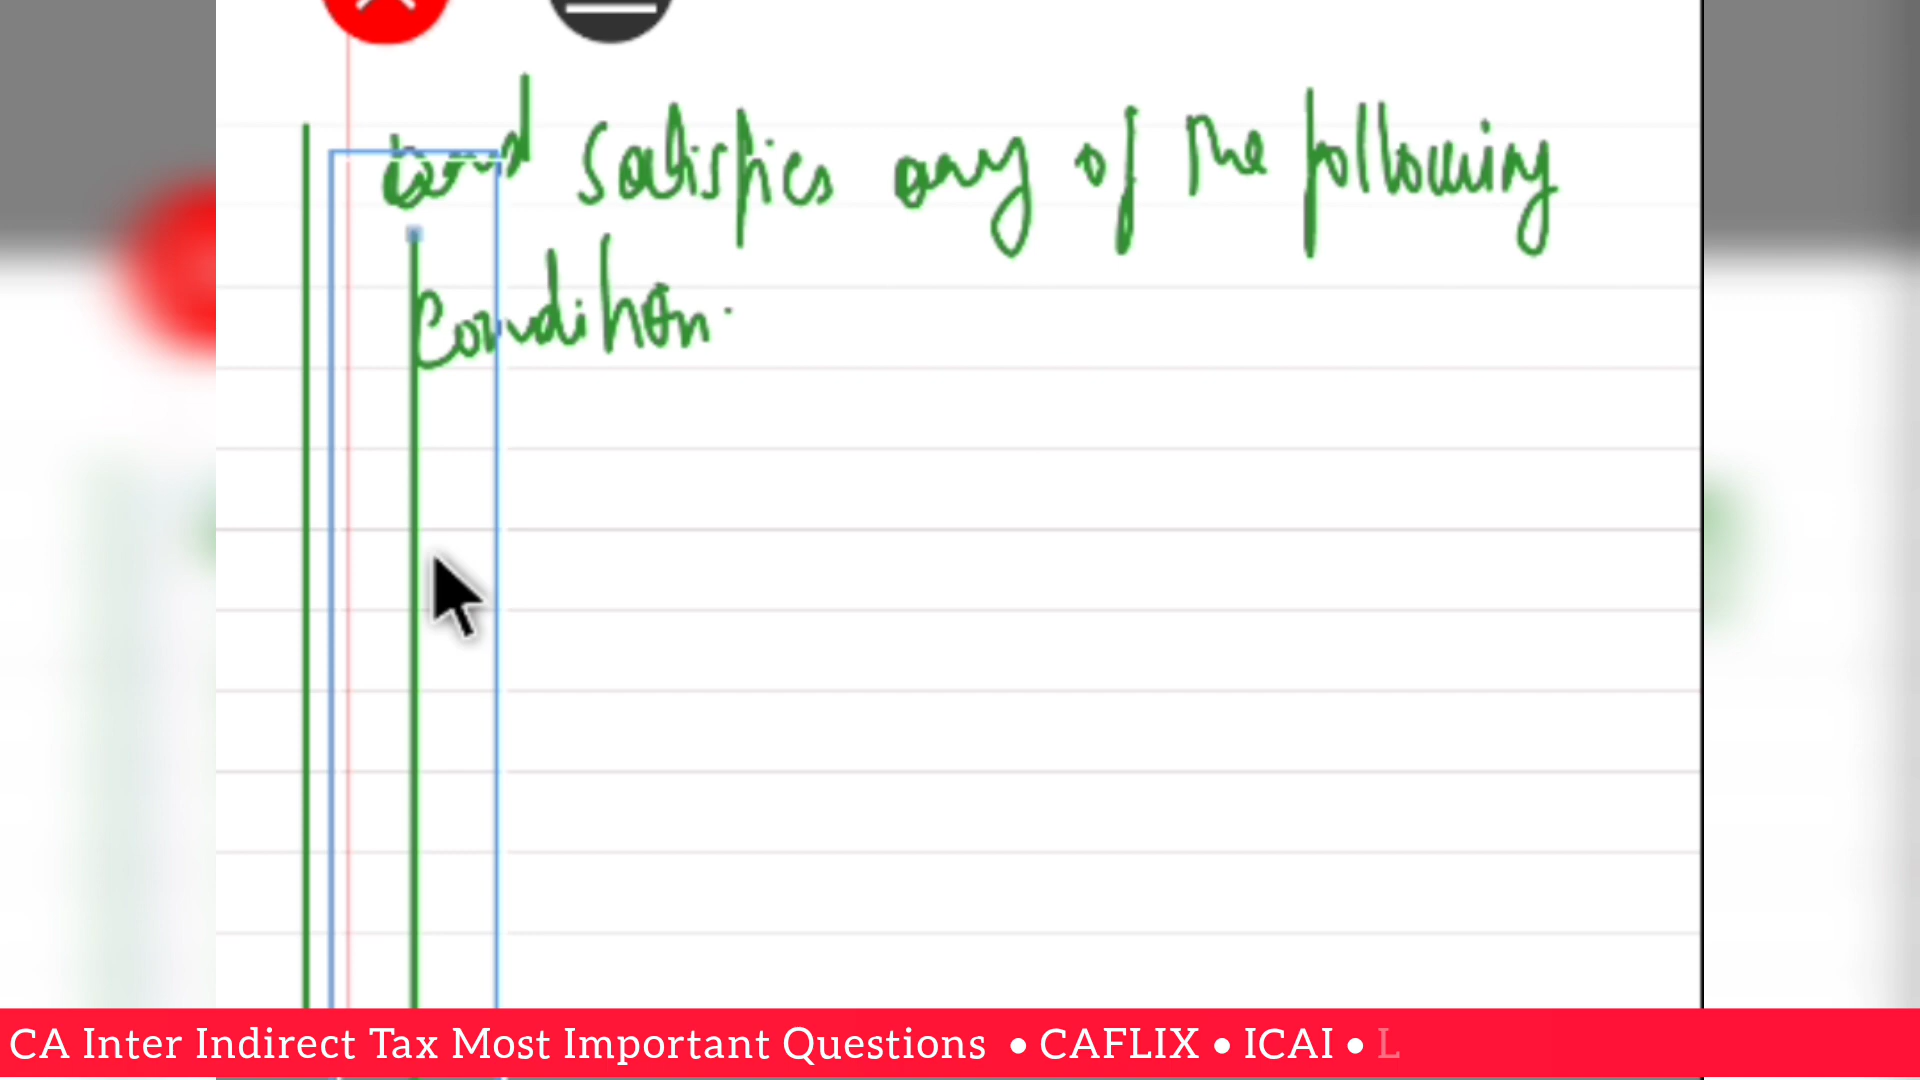 and satisfies any of the following
condition.
CA Inter Indirect Tax Most Important Questions • CAFLIX • ICAI • L